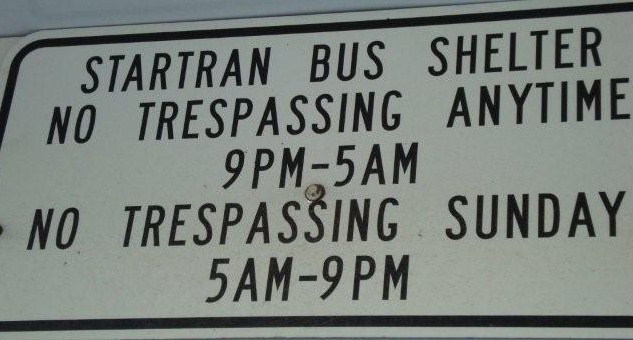 STARTRAN BUS SHELTER
NO TRESPASSING ANYTIME
9PM-5AM
NO TRESPASSING SUNDAY
5AM-9PM